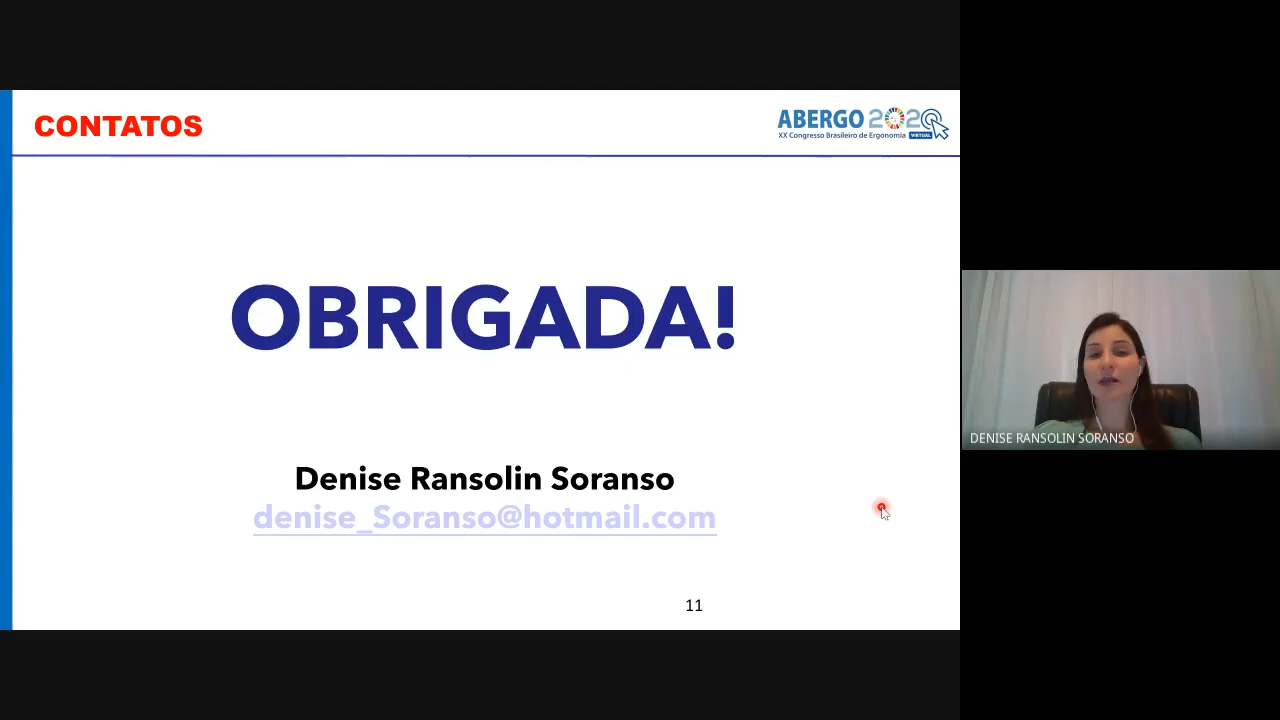 CONTATOS
ABERGO 2020
XX Congresso Brasileiro de Ergonomia VIRTUAL
OBRIGADA!
Denise Ransolin Soranso
denise_Soranso@hotmail.com
11
DENISE RANSOLIN SORANSO